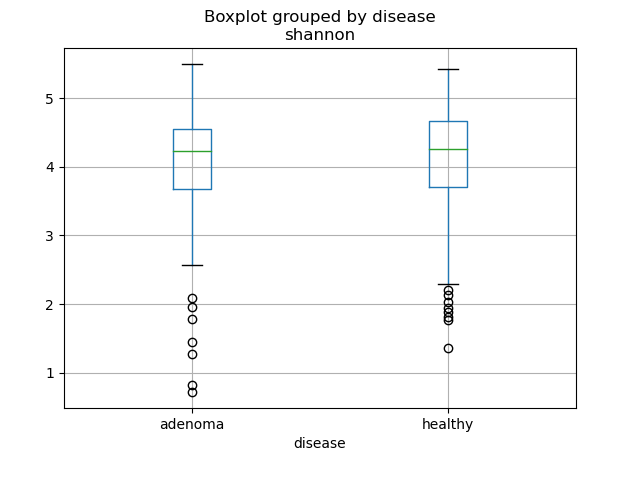 Boxplot grouped by disease
shannon
5
4
3
2
1
adenoma
healthy
disease